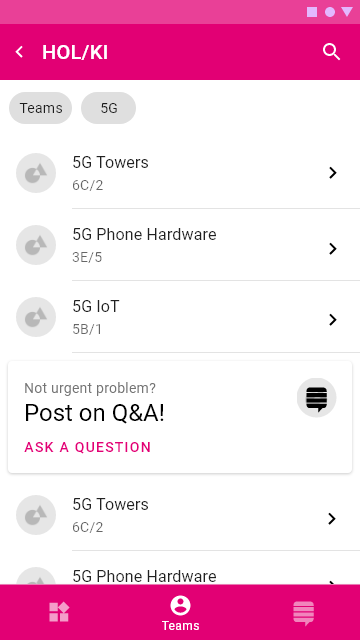 HOL/KI
Teams
5G
5G Towers
6C/2
5G Phone Hardware
3E/5
5G IoT
5B/1
Not urgent problem?
Post on Q&A!
ASK A QUESTION
5G Towers
6C/2
5G Phone Hardware
Teams